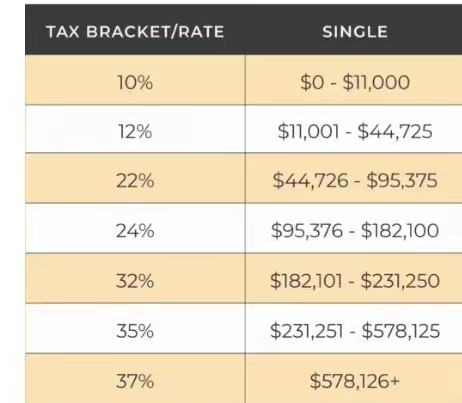 TAX BRACKET/RATE SINGLE
10% $0 - $11,000
12% $11,001 - $44,725
22% $44,726 - $95,375
24% $95,376 - $182,100
32% $182,101 - $231,250
35% $231,251 - $578,125
37% $578,126+